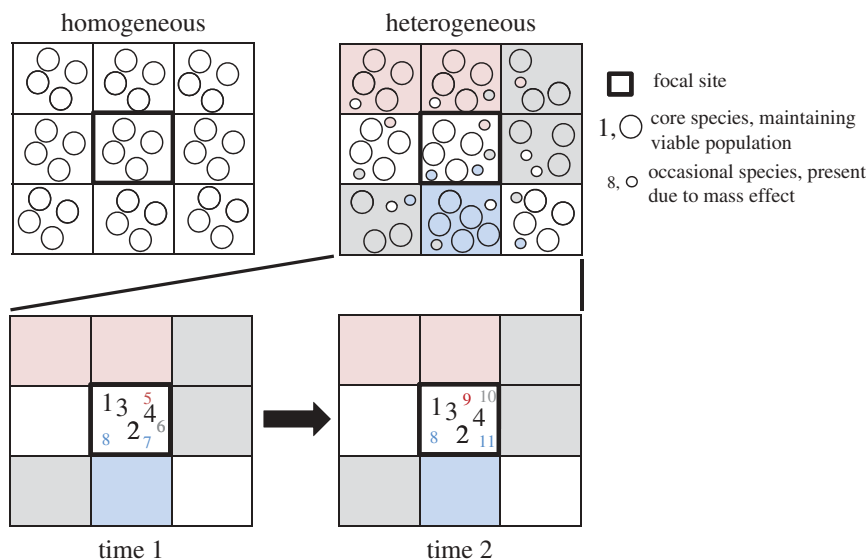 homogeneous
heterogeneous
focal site
1, core species, maintaining
viable population
8, occasional species, present
due to mass effect
1 3 5
4
2 6
8 7
9 10
1 3 4
2
8 11
time 1
time 2